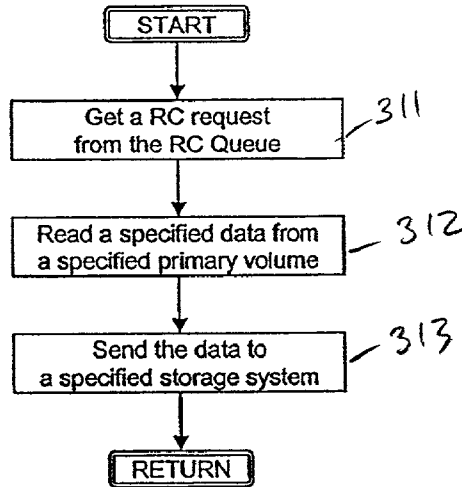 START
Get a RC request
from the RC Queue
311
Read a specified data from
a specified primary volume
312
Send the data to
a specified storage system
313
RETURN